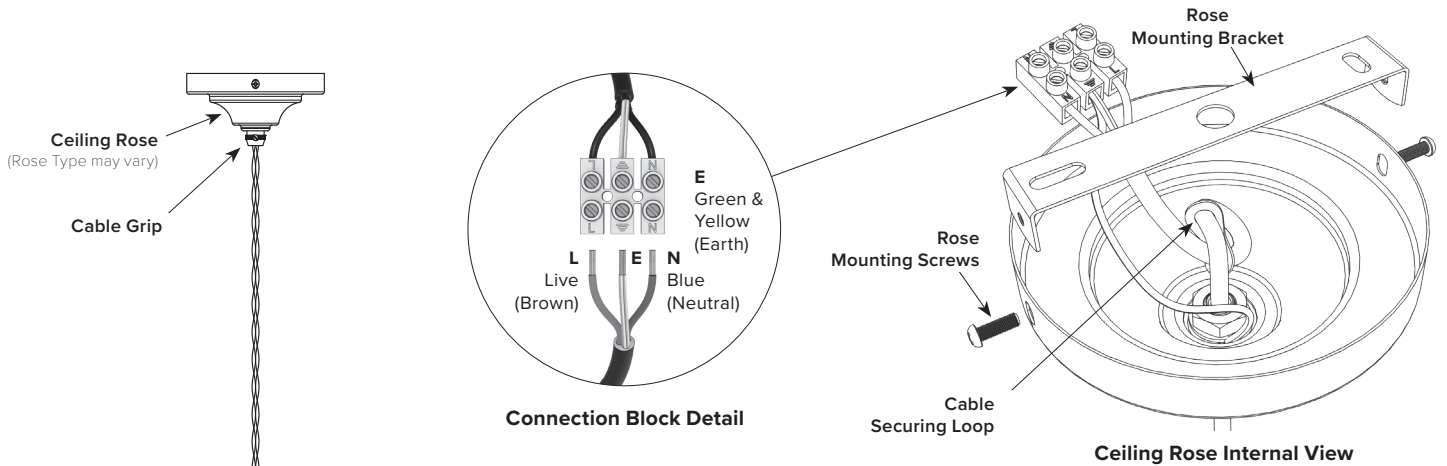 Ceiling Rose
(Rose Type may vary)
Cable Grip
L
N
L
N
E
Green &
Yellow
(Earth)
L
Live
(Brown)
E
N
Blue
(Neutral)
Connection Block Detail
Rose
Mounting Bracket
N
L
Rose
Mounting Screws
Cable
Securing Loop
Ceiling Rose Internal View